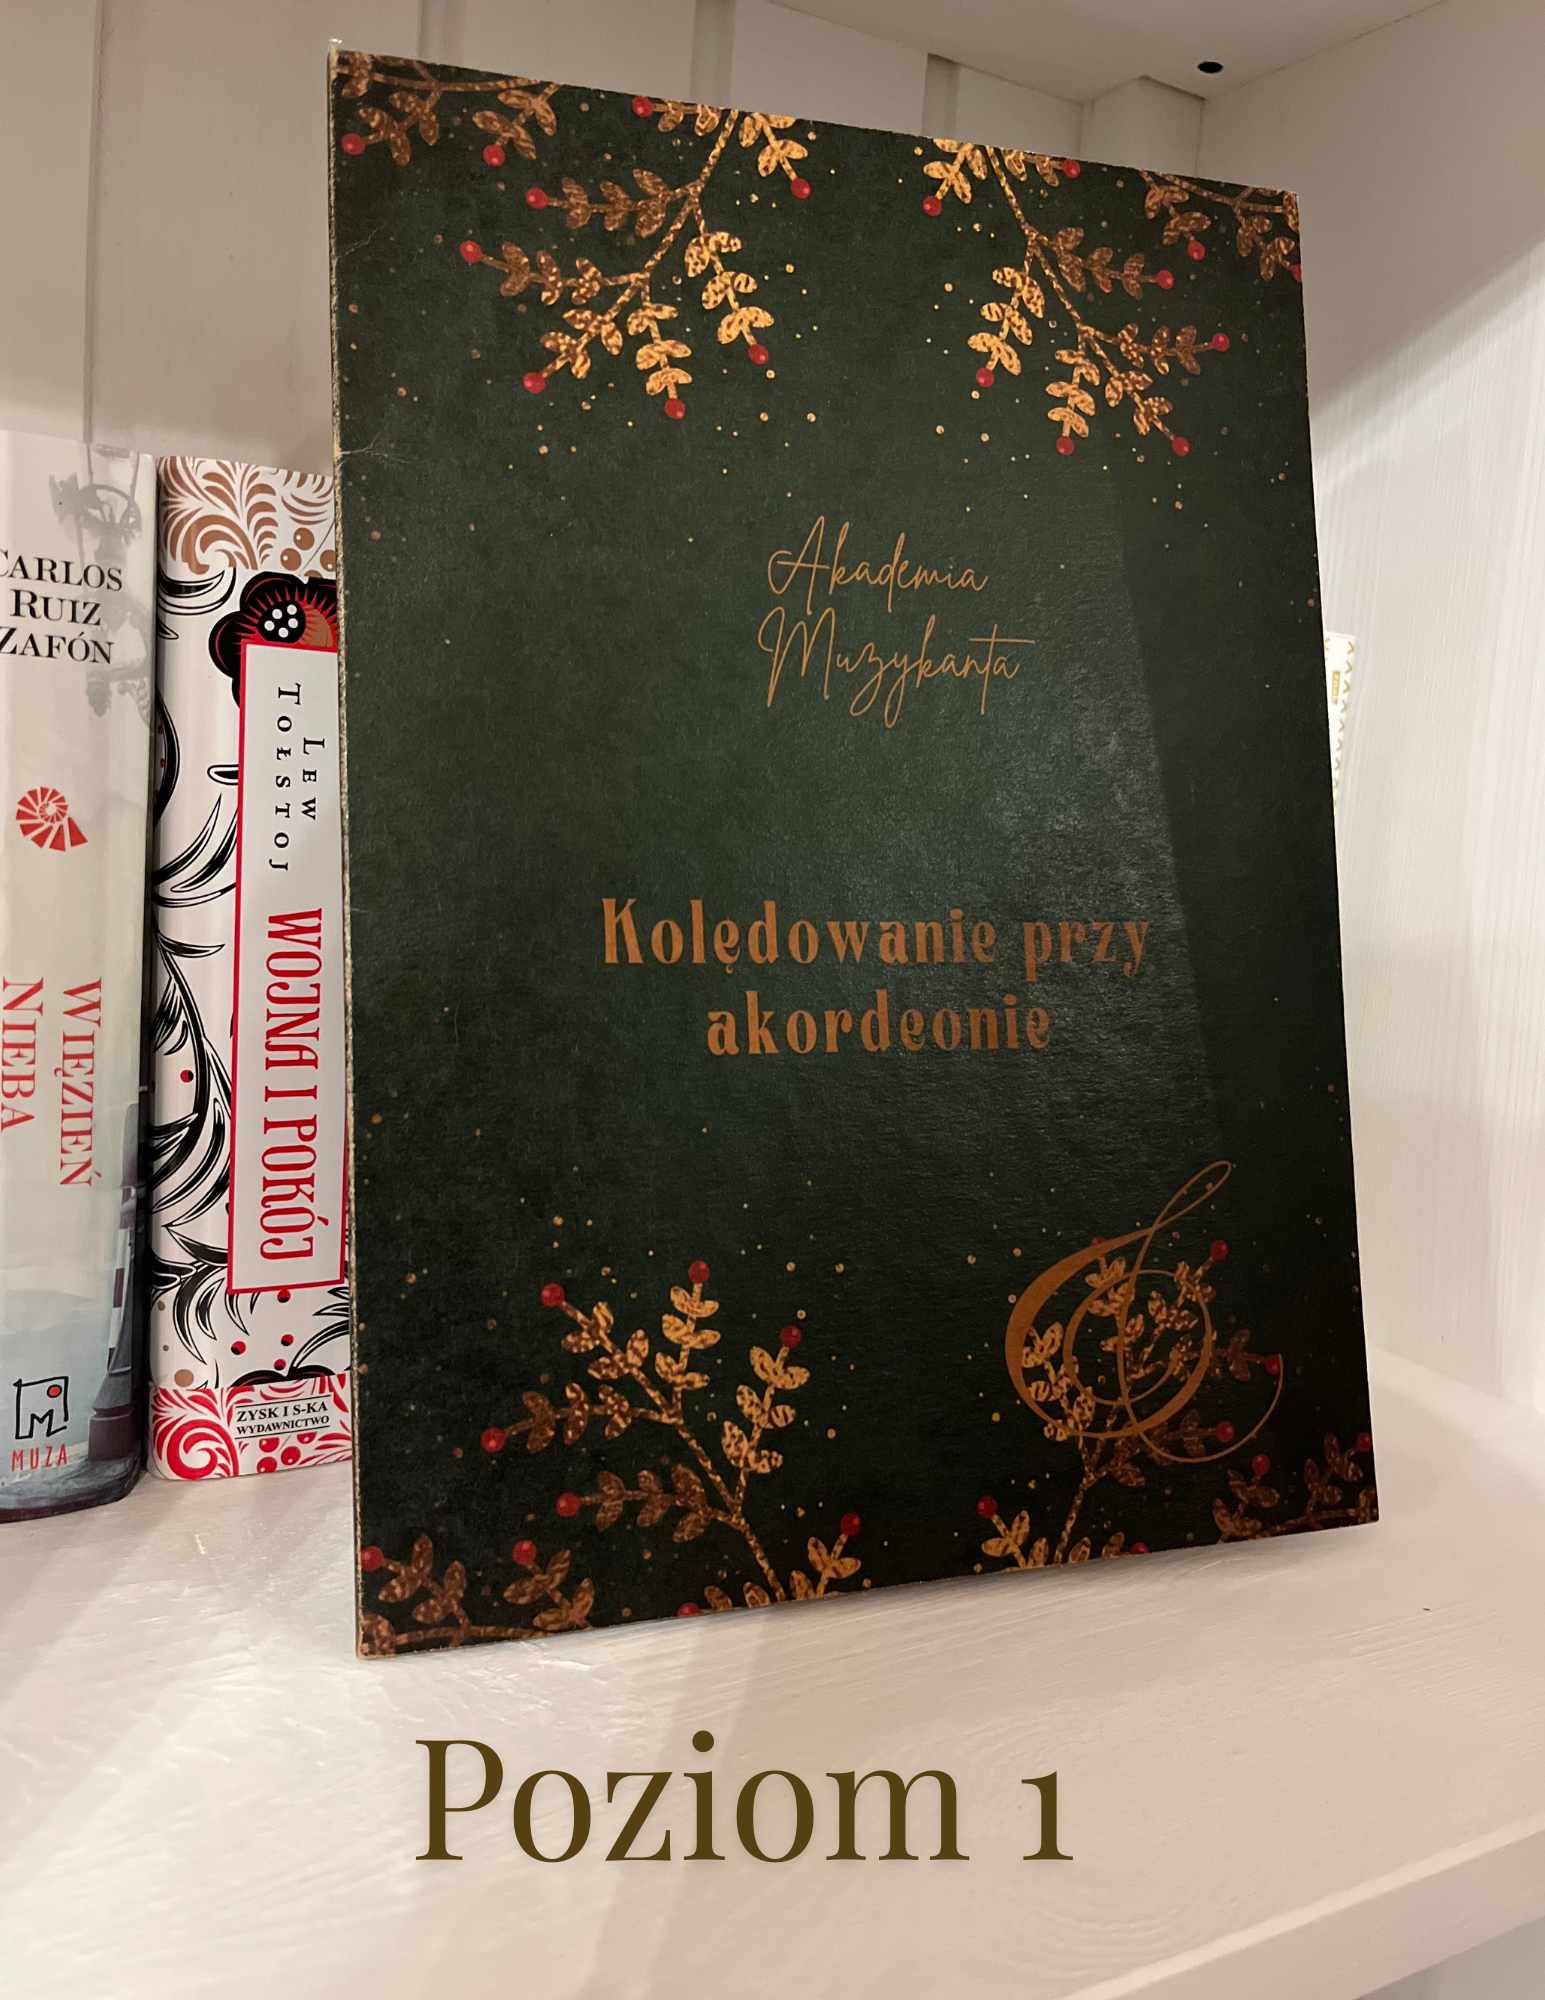 CARLOS
RUIZ
ZAFÓN
WIĘZIEŃ
NIEBA
MUZA
LEW
TOŁSTOJ
WOJNA I POKÓJ
ZYSK I S-KA
WYDAWNICTWO
Akademia
Muzykanta
Kolędowanie przy
akordeonie
Poziom 1